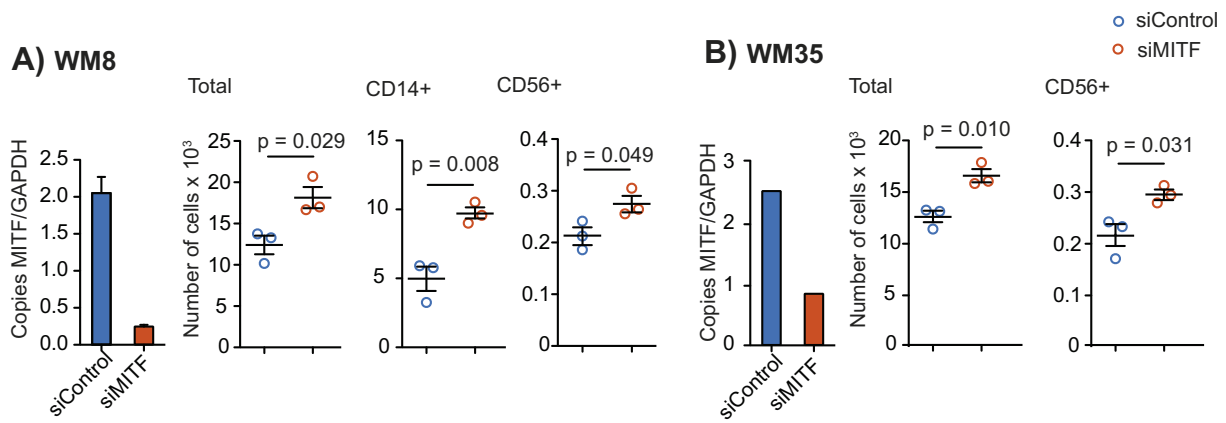 siControl
siMITF
A) WM8
B) WM35
Total
CD14+
CD56+
Total
CD56+
Copies MITF/GAPDH
2.5
2.0
1.5
1.0
0.5
0.0
siControl
siMITF
Number of cells x 10³
25
20
15
10
5
0
p = 0.029
15
10
5
0
p = 0.008
0.4
0.3
0.2
0.1
0
p = 0.049
Copies MITF/GAPDH
3
2
1
0
siControl
siMITF
Number of cells x 10³
20
15
10
5
0
p = 0.010
0.4
0.3
0.2
0.1
0
p = 0.031